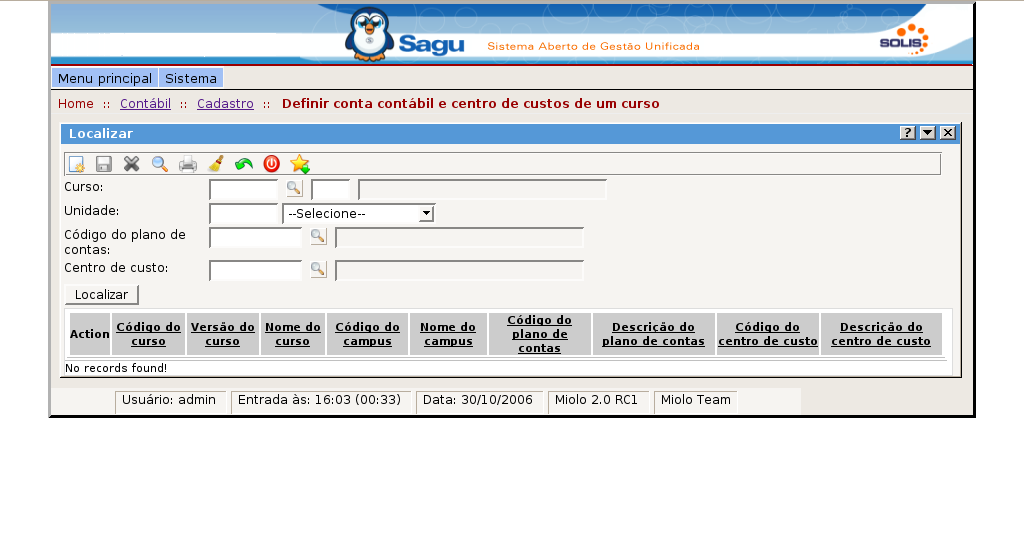 Sagu Sistema Aberto de Gestão Unificada SOLIS
Menu principal Sistema
Home :: Contábil :: Cadastro :: Definir conta contábil e centro de custos de um curso
Localizar ?
Curso:
Unidade: --Selecione--
Código do plano de
contas:
Centro de custo:
Localizar
Action Código do curso Versão do curso Nome do curso Código do campus Nome do campus Código do plano de contas Descrição do plano de contas Código do centro de custo Descrição do centro de custo
No records found!
Usuário: admin Entrada às: 16:03 (00:33) Data: 30/10/2006 Miolo 2.0 RC1 Miolo Team